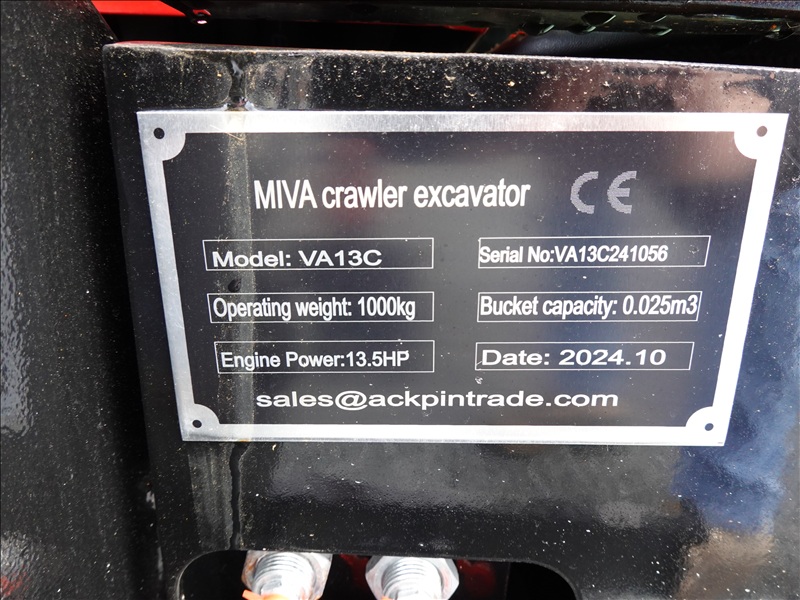 MIVA crawler excavator CE
Model: VA13C Serial No:VA13C241056
Operating weight: 1000kg Bucket capacity: 0.025m3
Engine Power:13.5HP Date: 2024.10
sales@ackpintrade.com